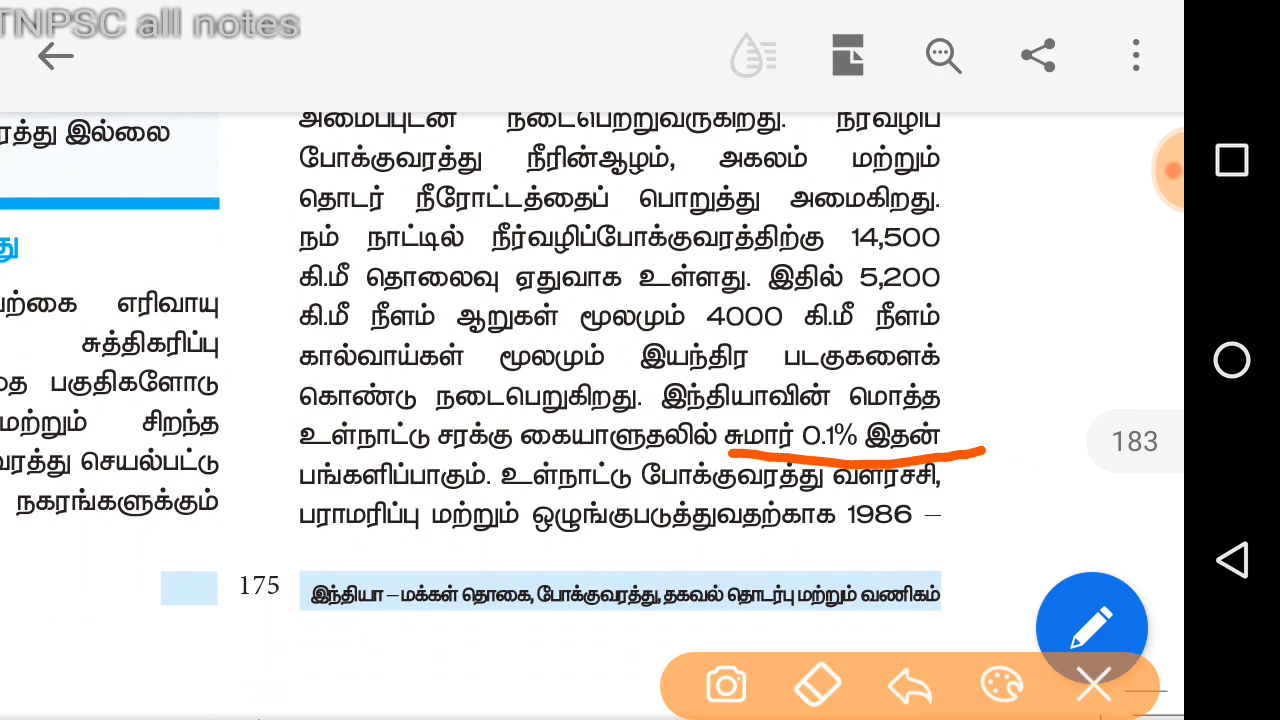 TNPSC all notes
ரத்து இல்லை
து
ற்கை எரிவாயு
சுத்திகரிப்பு
தை பகுதிகளோடு
மற்றும் சிறந்த
வரத்து செயல்பட்டு
நகரங்களுக்கும்
அமைப்புடன் நடைபெற்றுவருகிறது. நீர்வழிப்
போக்குவரத்து நீரின்ஆழம், அகலம் மற்றும்
தொடர் நீரோட்டத்தைப் பொறுத்து அமைகிறது.
நம் நாட்டில் நீர்வழிப்போக்குவரத்திற்கு 14,500
கி.மீ தொலைவு ஏதுவாக உள்ளது. இதில் 5,200
கி.மீ நீளம் ஆறுகள் மூலமும் 4000 கி.மீ நீளம்
கால்வாய்கள் மூலமும் இயந்திர படகுகளைக்
கொண்டு நடைபெறுகிறது. இந்தியாவின் மொத்த
உள்நாட்டு சரக்கு கையாளுதலில் சுமார் 0.1% இதன்
பங்களிப்பாகும். உள்நாட்டு போக்குவரத்து வளர்ச்சி,
பராமரிப்பு மற்றும் ஒழுங்குபடுத்துவதற்காக 1986 –
183
175 இந்தியா – மக்கள் தொகை, போக்குவரத்து, தகவல் தொடர்பு மற்றும் வணிகம்